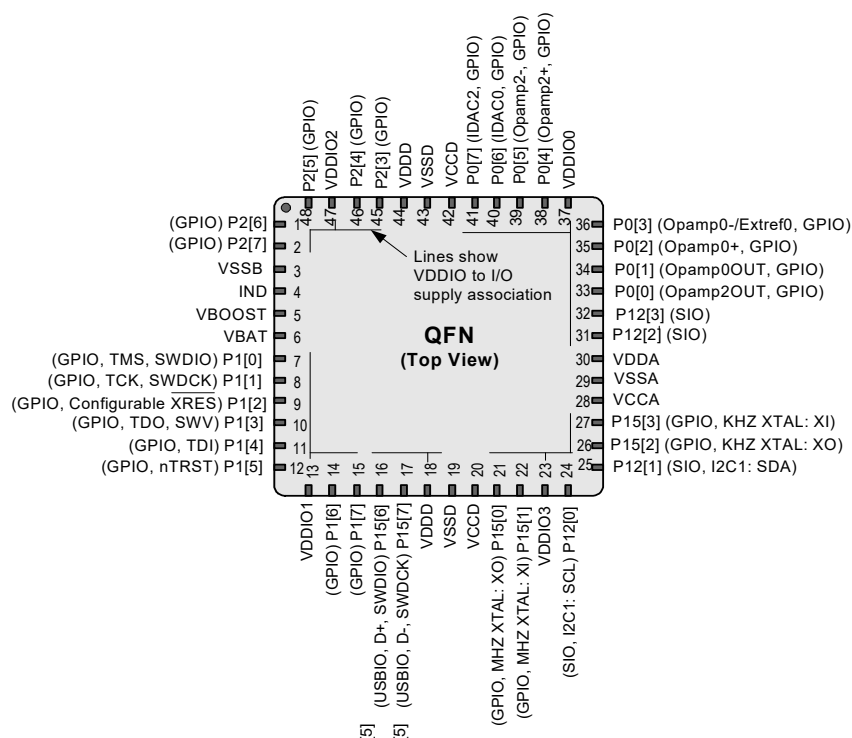 P2[5] (GPIO)
VDDIO2
P2[4] (GPIO)
P2[3] (GPIO)
VDDD
VSSD
VCCD
P0[7] (IDAC2, GPIO)
P0[6] (IDAC0, GPIO)
P0[5] (Opamp2-, GPIO)
P0[4] (Opamp2+, GPIO)
VDDIO0
48
47
46
45
44
43
42
41
40
39
38
37
(GPIO) P2[6]
1
(GPIO) P2[7]
2
VSSB
3
IND
4
VBOOST
5
VBAT
6
(GPIO, TMS, SWDIO) P1[0]
7
(GPIO, TCK, SWDCK) P1[1]
8
(GPIO, Configurable XRES) P1[2]
9
(GPIO, TDO, SWV) P1[3]
10
(GPIO, TDI) P1[4]
11
(GPIO, nTRST) P1[5]
12
Lines show
VDDIO to I/O
supply association
QFN
(Top View)
36 P0[3] (Opamp0-/Extref0, GPIO)
35 P0[2] (Opamp0+, GPIO)
34 P0[1] (Opamp0OUT, GPIO)
33 P0[0] (Opamp2OUT, GPIO)
32 P12[3] (SIO)
31 P12[2] (SIO)
30 VDDA
29 VSSA
28 VCCA
27 P15[3] (GPIO, KHZ XTAL: XI)
26 P15[2] (GPIO, KHZ XTAL: XO)
25 P12[1] (SIO, I2C1: SDA)
13
14
15
16
17
18
19
20
21
22
23
24
VDDIO1
(GPIO) P1[6]
(GPIO) P1[7]
(USBIO, D+, SWDIO) P15[6]
(USBIO, D-, SWDCK) P15[7]
VDDD
VSSD
VCCD
(GPIO, MHZ XTAL: XO) P15[0]
(GPIO, MHZ XTAL: XI) P15[1]
VDDIO3
(SIO, I2C1: SCL) P12[0]
[5]
[5]